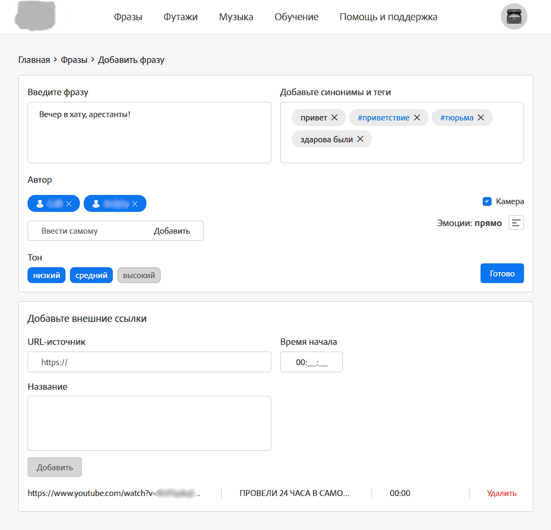 Фразы Футажи Музыка Обучение Помощь и поддержка
Главная > Фразы > Добавить фразу
Введите фразу
Вечер в хату, арестанты!
Добавьте синонимы и теги
привет × #приветствие × #тюрьма ×
здарова были ×
Автор
Камера
Ввести самому Добавить
Эмоции: прямо
Тон
низкий средний высокий
Готово
Добавьте внешние ссылки
URL-источник
https://
Время начала
00:__:__
Название
Добавить
https://www.youtube.com/watch?v= ... ПРОВЕЛИ 24 ЧАСА В САМО... 00:00 Удалить